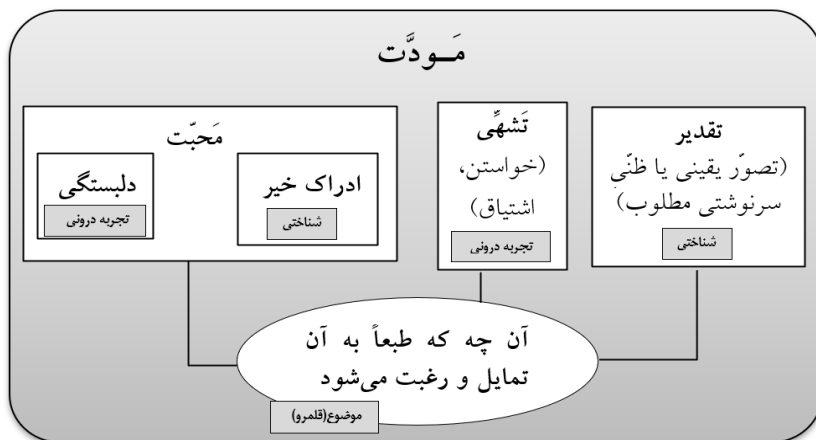 مَـودَّت
تقدیر
(تصوّر یقینی یا ظنّیِ
سرنوشتی مطلوب)
شناختی
تَشهِّی
(خواستن،
اشتیاق)
تجربه درونی
مَحبّت
ادراک خیر
شناختی
دلبستگی
تجربه درونی
آن چه که طبعاً به آن
تمایل و رغبت می‌شود
موضوع(قلمرو)